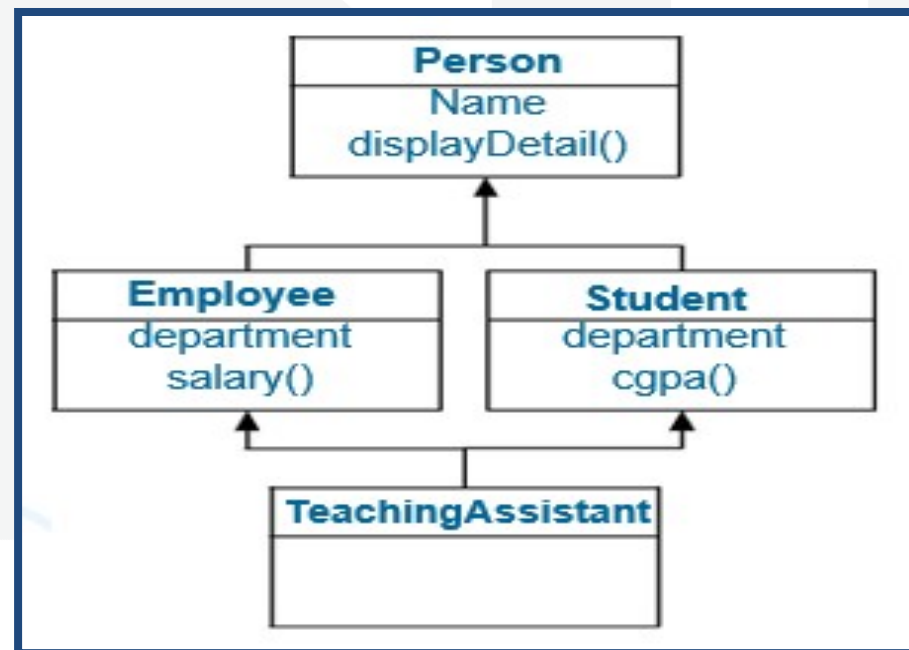 Person
Name
displayDetail()
Employee
department
salary()
Student
department
cgpa()
TeachingAssistant